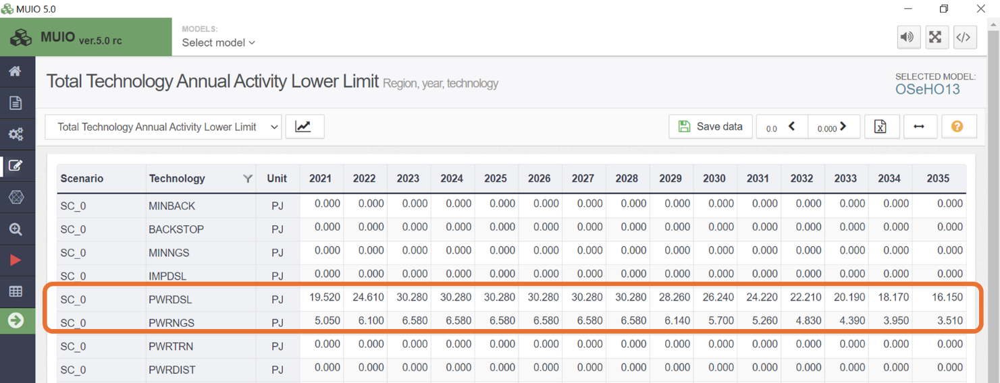 MUIO 5.0
MUIO ver.5.0 rc
MODELS:
Select model
Total Technology Annual Activity Lower Limit Region, year, technology
SELECTED MODEL:
OSeHO13
Total Technology Annual Activity Lower Limit
Save data
0.0
0.000
Scenario Technology Unit 2021 2022 2023 2024 2025 2026 2027 2028 2029 2030 2031 2032 2033 2034 2035
SC_0 MINBACK PJ 0.000 0.000 0.000 0.000 0.000 0.000 0.000 0.000 0.000 0.000 0.000 0.000 0.000 0.000 0.000
SC_0 BACKSTOP PJ 0.000 0.000 0.000 0.000 0.000 0.000 0.000 0.000 0.000 0.000 0.000 0.000 0.000 0.000 0.000
SC_0 MINNGS PJ 0.000 0.000 0.000 0.000 0.000 0.000 0.000 0.000 0.000 0.000 0.000 0.000 0.000 0.000 0.000
SC_0 IMPDSL PJ 0.000 0.000 0.000 0.000 0.000 0.000 0.000 0.000 0.000 0.000 0.000 0.000 0.000 0.000 0.000
SC_0 PWRDSL PJ 19.520 24.610 30.280 30.280 30.280 30.280 30.280 30.280 28.260 26.240 24.220 22.210 20.190 18.170 16.150
SC_0 PWRNGS PJ 5.050 6.100 6.580 6.580 6.580 6.580 6.580 6.580 6.140 5.700 5.260 4.830 4.390 3.950 3.510
SC_0 PWRTRN PJ 0.000 0.000 0.000 0.000 0.000 0.000 0.000 0.000 0.000 0.000 0.000 0.000 0.000 0.000 0.000
SC_0 PWRDIST PJ 0.000 0.000 0.000 0.000 0.000 0.000 0.000 0.000 0.000 0.000 0.000 0.000 0.000 0.000 0.000